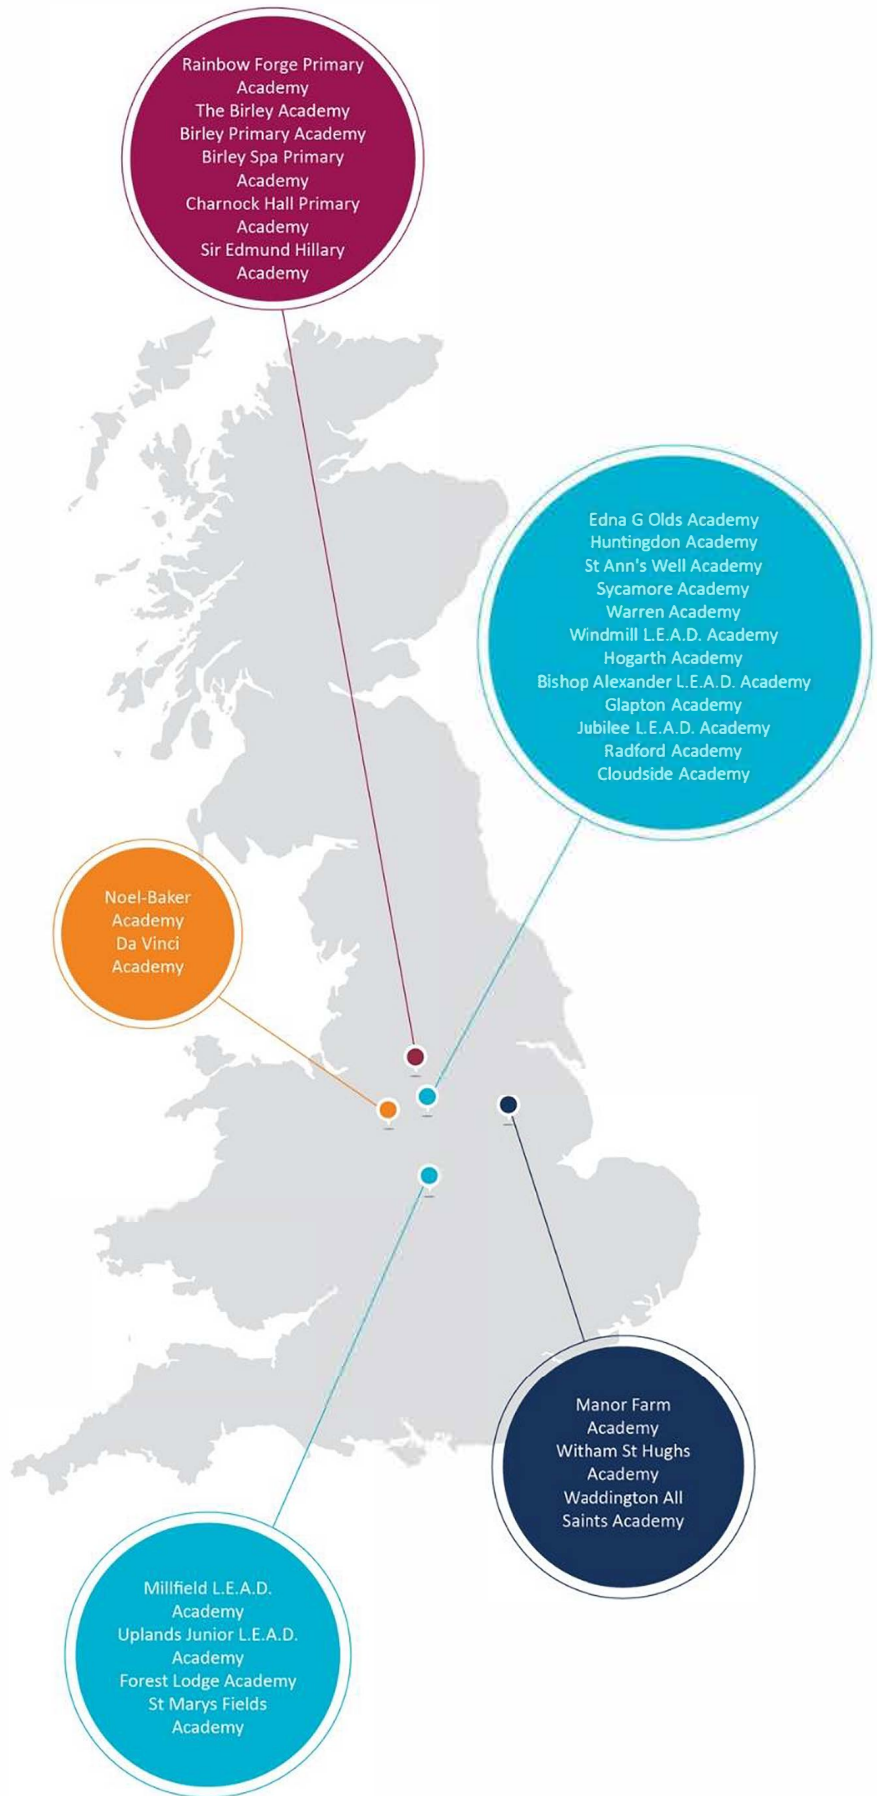 Rainbow Forge Primary
Academy
The Birley Academy
Birley Primary Academy
Birley Spa Primary
Academy
Charnock Hall Primary
Academy
Sir Edmund Hillary
Academy
Edna G Olds Academy
Huntingdon Academy
St Ann's Well Academy
Sycamore Academy
Warren Academy
Windmill L.E.A.D. Academy
Hogarth Academy
Bishop Alexander L.E.A.D. Academy
Glapton Academy
Jubilee L.E.A.D. Academy
Radford Academy
Cloudside Academy
Noel-Baker
Academy
Da Vinci
Academy
Manor Farm
Academy
Witham St Hughs
Academy
Waddington All
Saints Academy
Millfield L.E.A.D.
Academy
Uplands Junior L.E.A.D.
Academy
Forest Lodge Academy
St Marys Fields
Academy